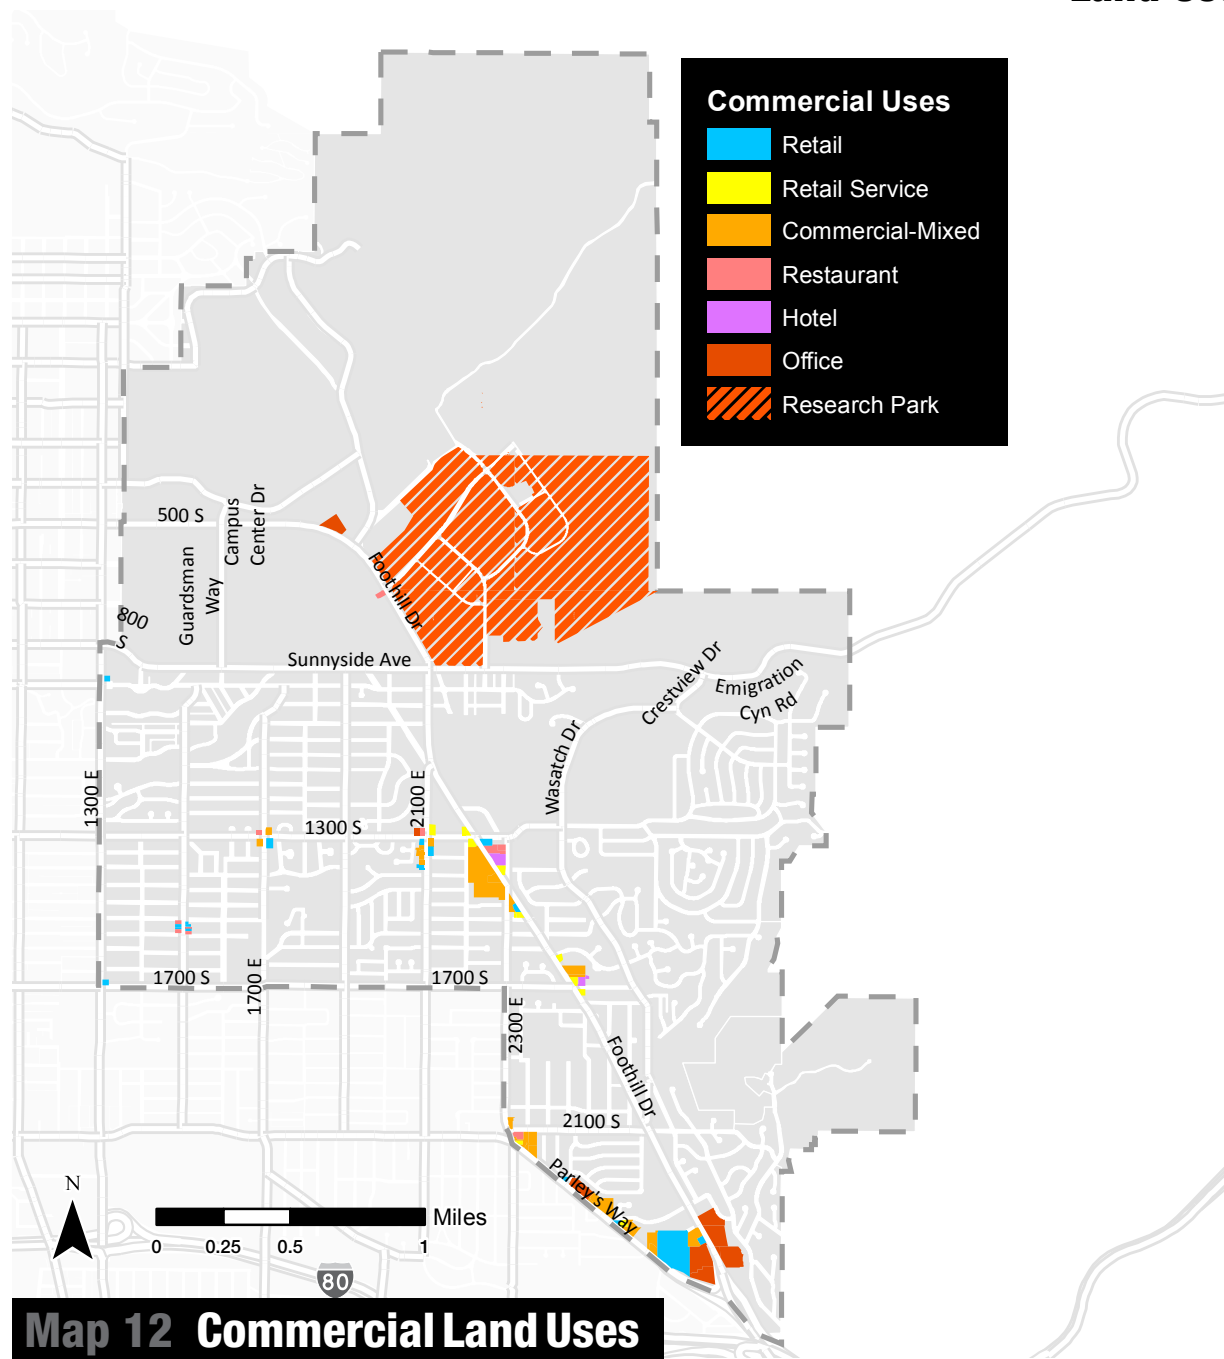 Commercial Uses
Retail
Retail Service
Commercial-Mixed
Restaurant
Hotel
Office
Research Park
500 S
Campus
Center Dr
Guardsman
Way
Foothill Dr
800
S
Sunnyside Ave
Crestview Dr
Emigration
Cyn Rd
Wasatch Dr
1300 E
2100 E
1300 S
1700 S
1700 E
1700 S
2300 E
Foothill Dr
2100 S
Parley's Way
N
Miles
0 0.25 0.5 1
80
Map 12 Commercial Land Uses